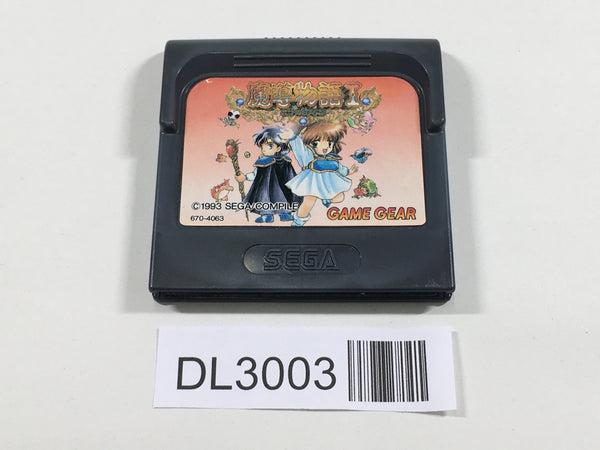 魔導物語I
©1993 SEGA/COMPILE
670-4063
GAME GEAR
SEGA
DL3003